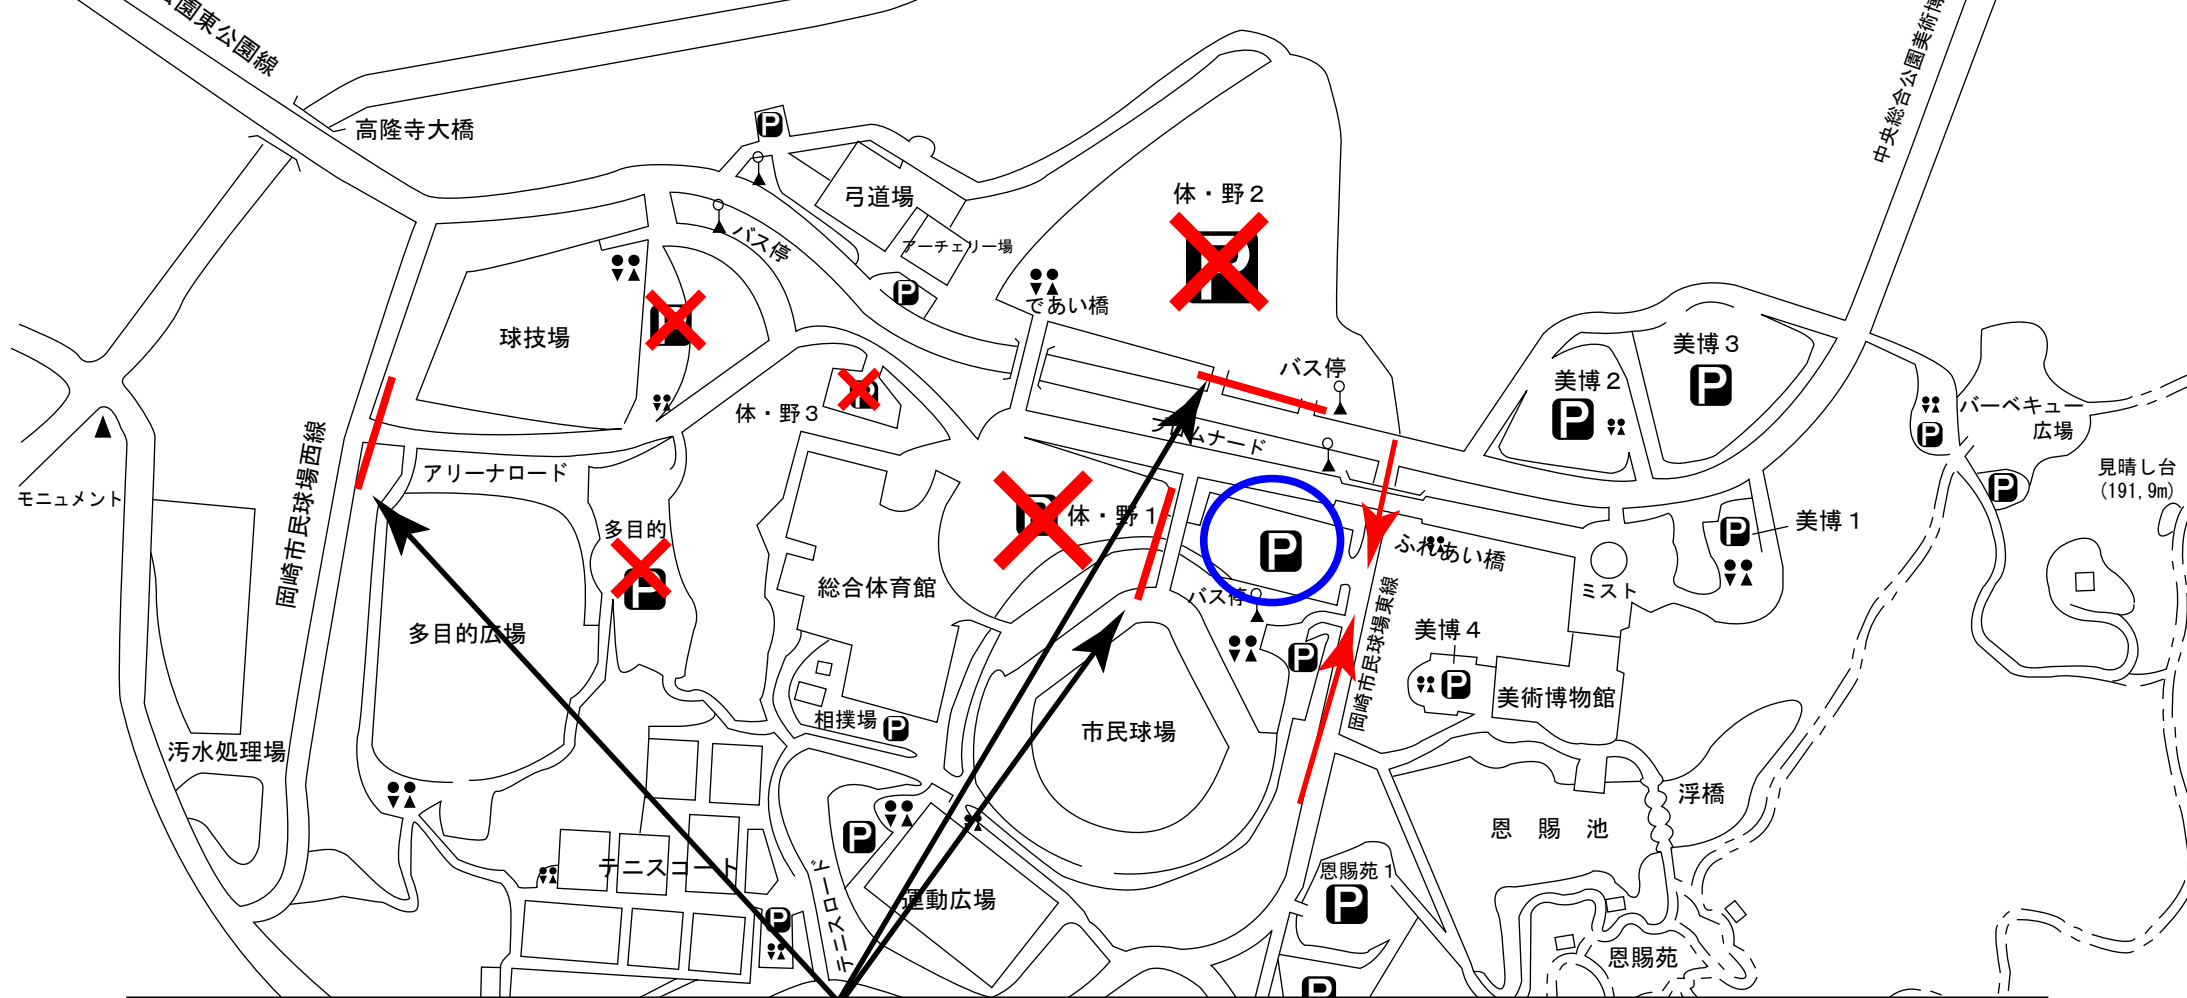 公園東公園線
高隆寺大橋
中央総合公園美術博
P
弓道場
体・野２
アーチェリー場
バス停
P
P
であい橋
球技場
P
美博３
P
バス停
美博２
P
体・野３
P
バーベキュー
広場
P
プロムナード
岡崎市民球場西線
アリーナロード
見晴し台
(191,9m)
モニュメント
P
体・野１
P
美博１
P
多目的
P
P
ふれあい橋
総合体育館
バス停
ミスト
岡崎市民球場東線
多目的広場
美博４
P
P
美術博物館
相撲場
P
市民球場
汚水処理場
浮橋
恩賜池
P
テニスコート
恩賜苑１
P
運動広場
テニスロード
P
恩賜苑
P